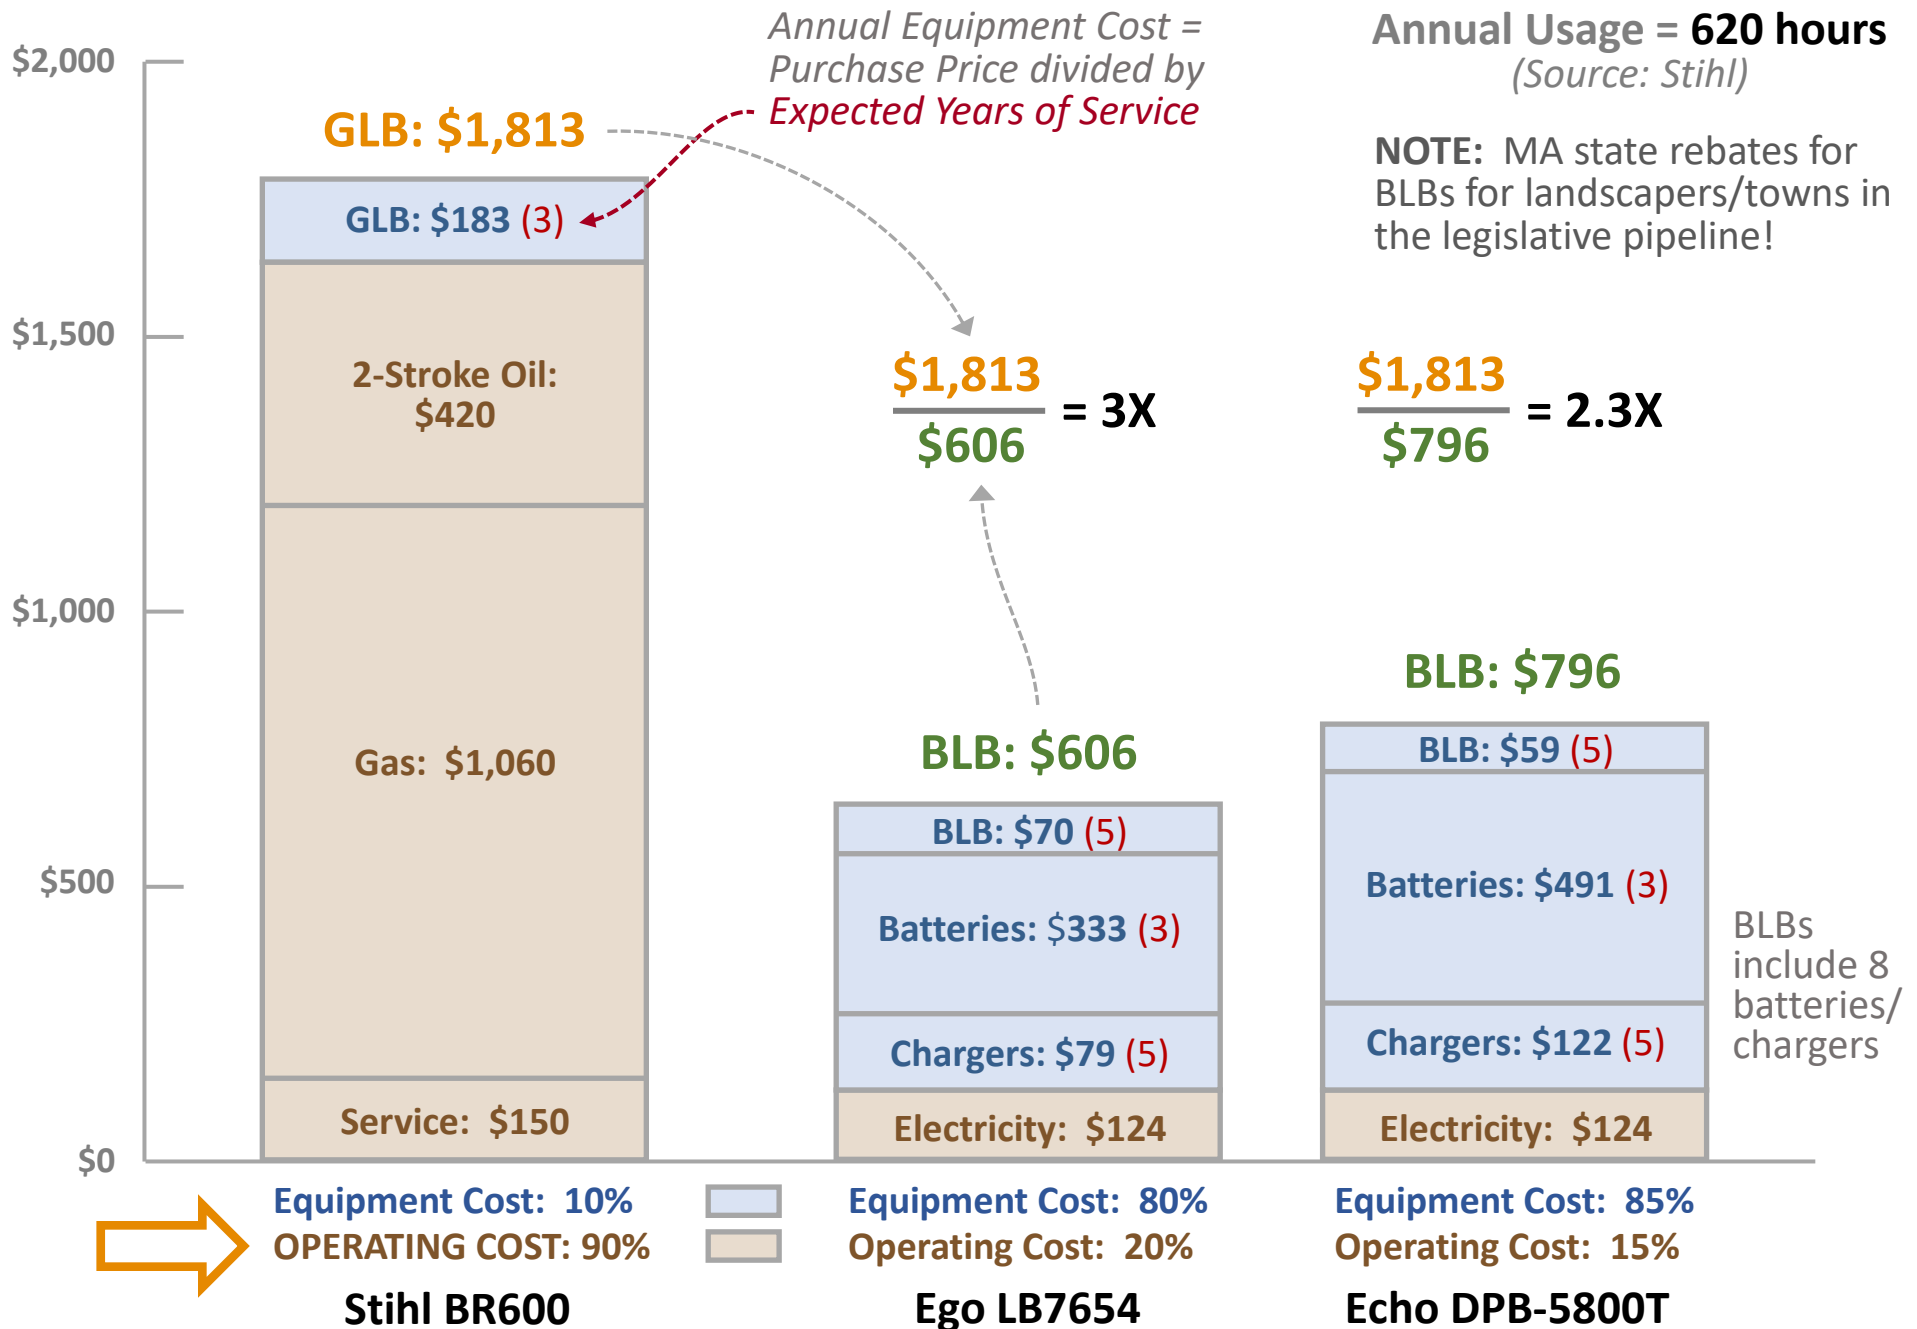 Annual Equipment Cost =
Purchase Price divided by
Expected Years of Service
Annual Usage = 620 hours
(Source: Stihl)
NOTE: MA state rebates for
BLBs for landscapers/towns in
the legislative pipeline!
$2,000
$1,500
$1,000
$500
$0
GLB: $1,813
GLB: $183 (3)
2-Stroke Oil:
$420
Gas: $1,060
Service: $150
$1,813
$606
= 3X
$1,813
$796
= 2.3X
BLB: $606
BLB: $70 (5)
Batteries: $333 (3)
Chargers: $79 (5)
Electricity: $124
BLB: $796
BLB: $59 (5)
Batteries: $491 (3)
Chargers: $122 (5)
Electricity: $124
BLBs
include 8
batteries/
chargers
Equipment Cost: 10%
OPERATING COST: 90%
Stihl BR600
Equipment Cost: 80%
Operating Cost: 20%
Ego LB7654
Equipment Cost: 85%
Operating Cost: 15%
Echo DPB-5800T